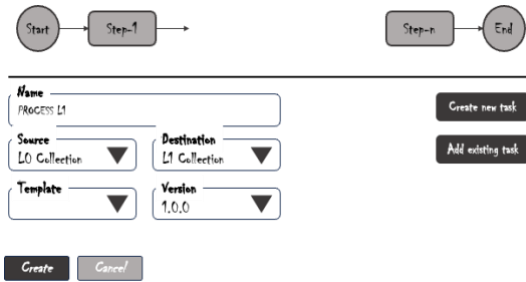 Start
Step-1
Step-n
End
Name
PROCESS L1
Create new task
Source
L0 Collection
Destination
L1 Collection
Add existing task
Template
Version
1.0.0
Create
Cancel